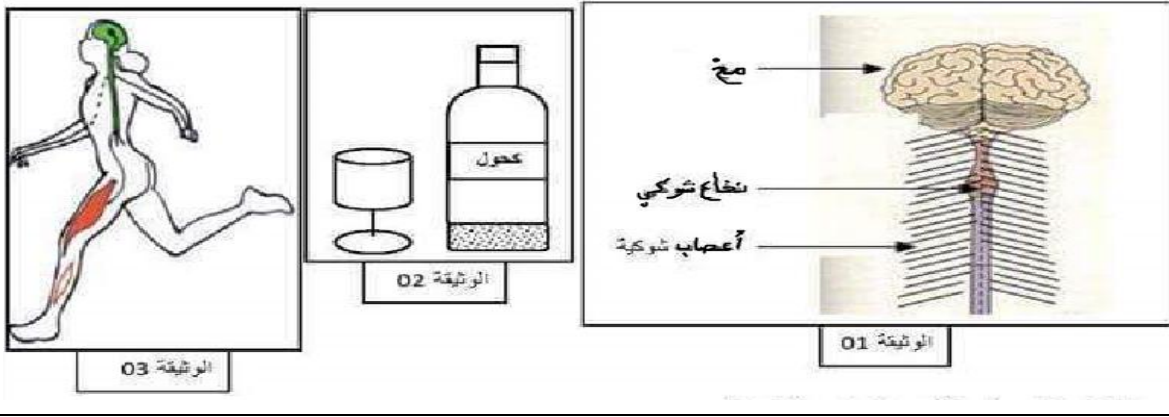 مخ
نخاع شوكي
أعصاب شوكية
الوثيقة 01
كحول
الوثيقة 02
الوثيقة 03